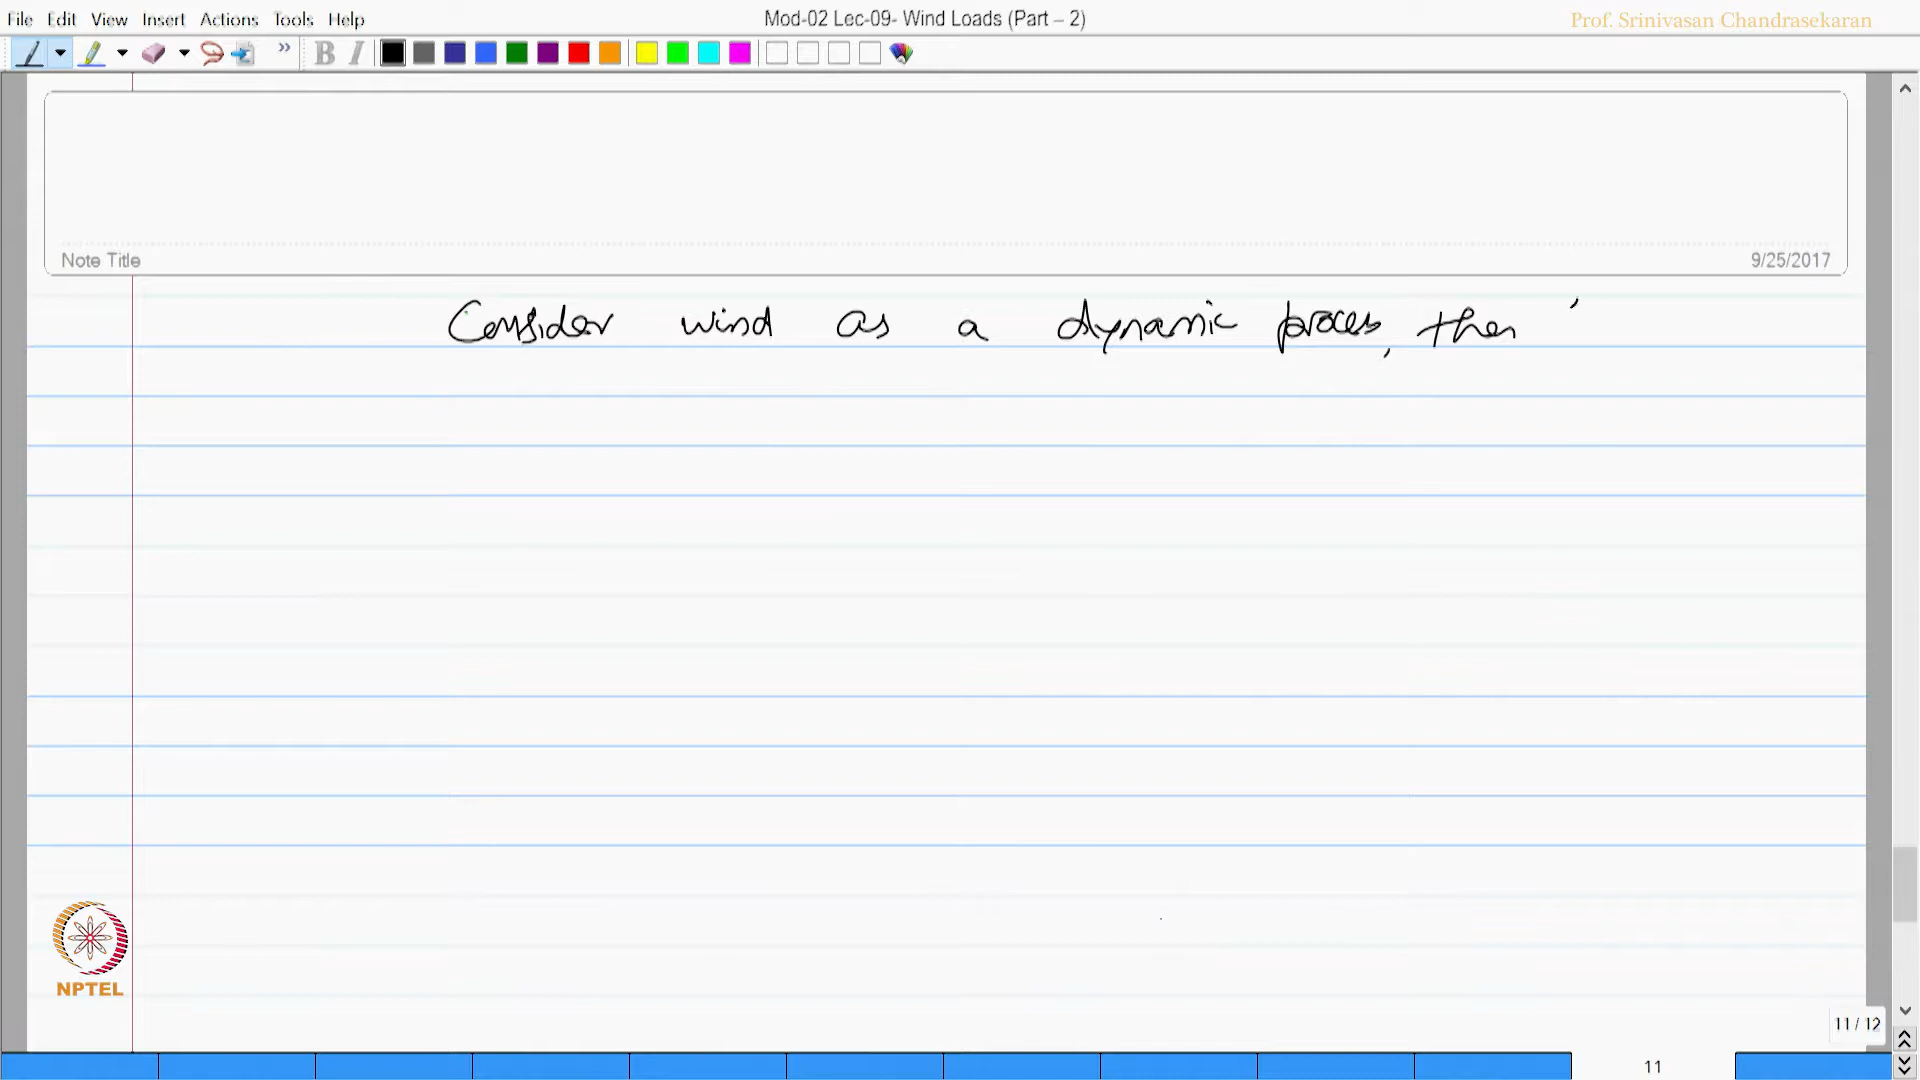 File Edit View Insert Actions Tools Help
Mod-02 Lec-09- Wind Loads (Part – 2)
Prof. Srinivasan Chandrasekaran
B I
Note Title
9/25/2017
Consider wind as a dynamic process, then
NPTEL
11 / 12
11